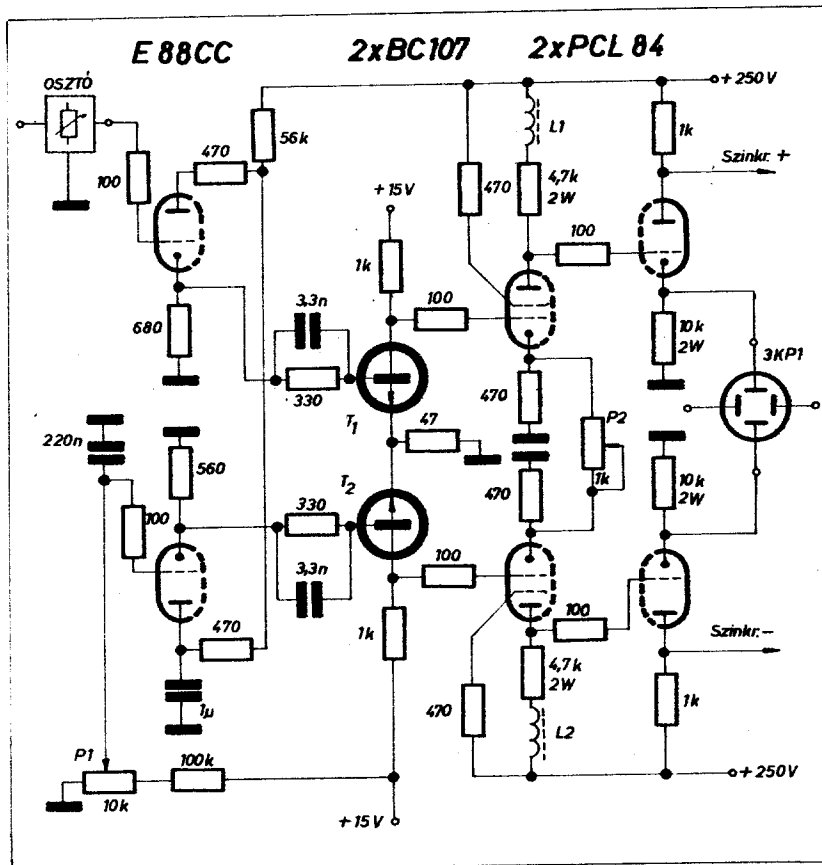 E 88CC 2xBC107 2xPCL 84
OSZTÓ
+ 250V
56k
L1
1k
470
Szinkr. +
100
470
4,7k
2W
+ 15V
100
1k
3,3n
100
680
10k
2W
3KP1
330
470
T1
47
P2
220n
560
T2
1k
470
10k
2W
330
100
100
3,3n
100
470
1k
Szinkr. -
4,7k
2W
1µ
470
1k
P1
100k
L2
10k
+ 250V
+ 15V